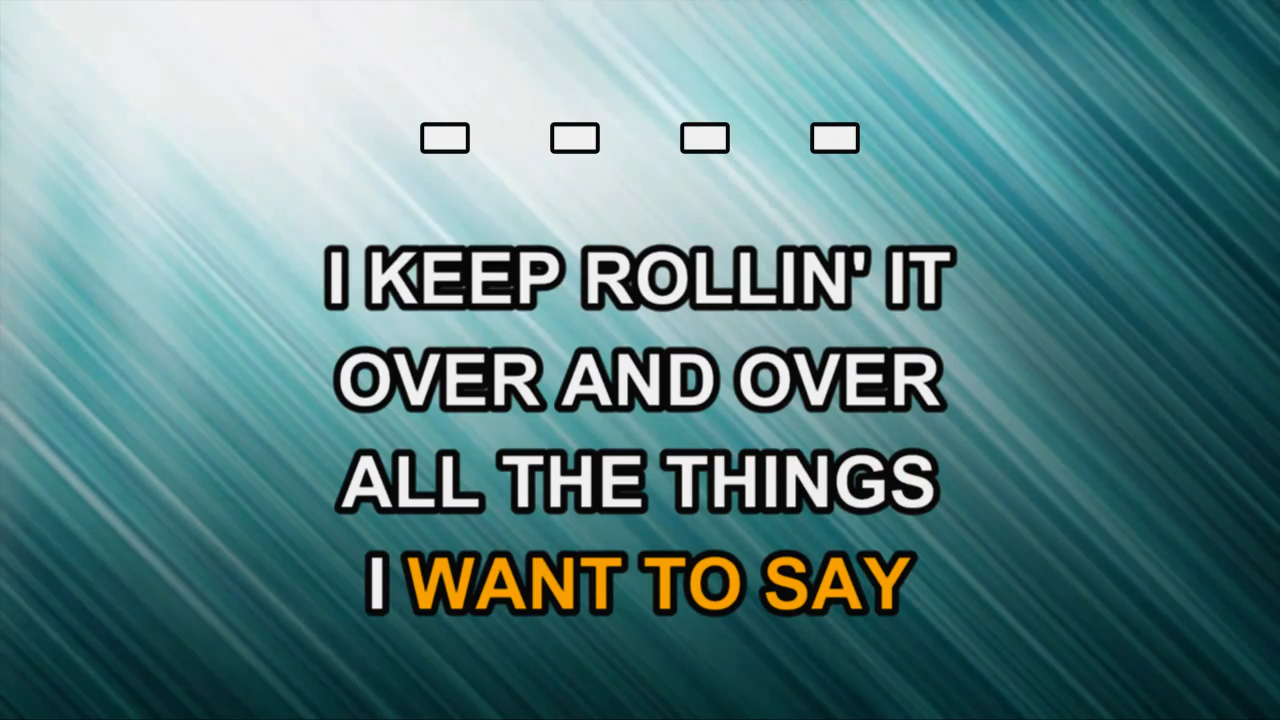 I KEEP ROLLIN' IT
OVER AND OVER
ALL THE THINGS
I WANT TO SAY